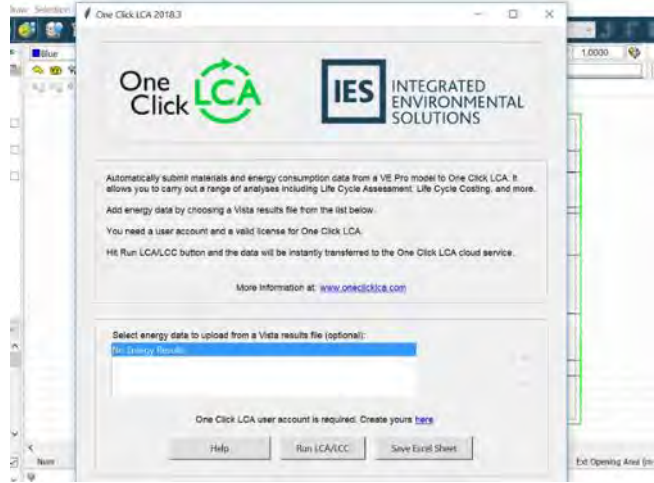 One Click LCA 2018.3
Blue
1.0000
One
Click LCA
IES INTEGRATED
ENVIRONMENTAL
SOLUTIONS
Automatically submit materials and energy consumption data from a VE Pro model to One Click LCA. It
allows you to carry out a range of analyses including Life Cycle Assessment, Life Cycle Costing, and more.
Add energy data by choosing a Vista results file from the list below.
You need a user account and a valid license for One Click LCA.
Hit Run LCA/LCC button and the data will be instantly transferred to the One Click LCA cloud service.
More Information at: www.oneclicklca.com
Select energy data to upload from a Vista results file (optional):
No Energy Results
One Click LCA user account is required. Create yours here
Help Run LCA/LCC Save Excel Sheet
Num
Ext Opening Area (m